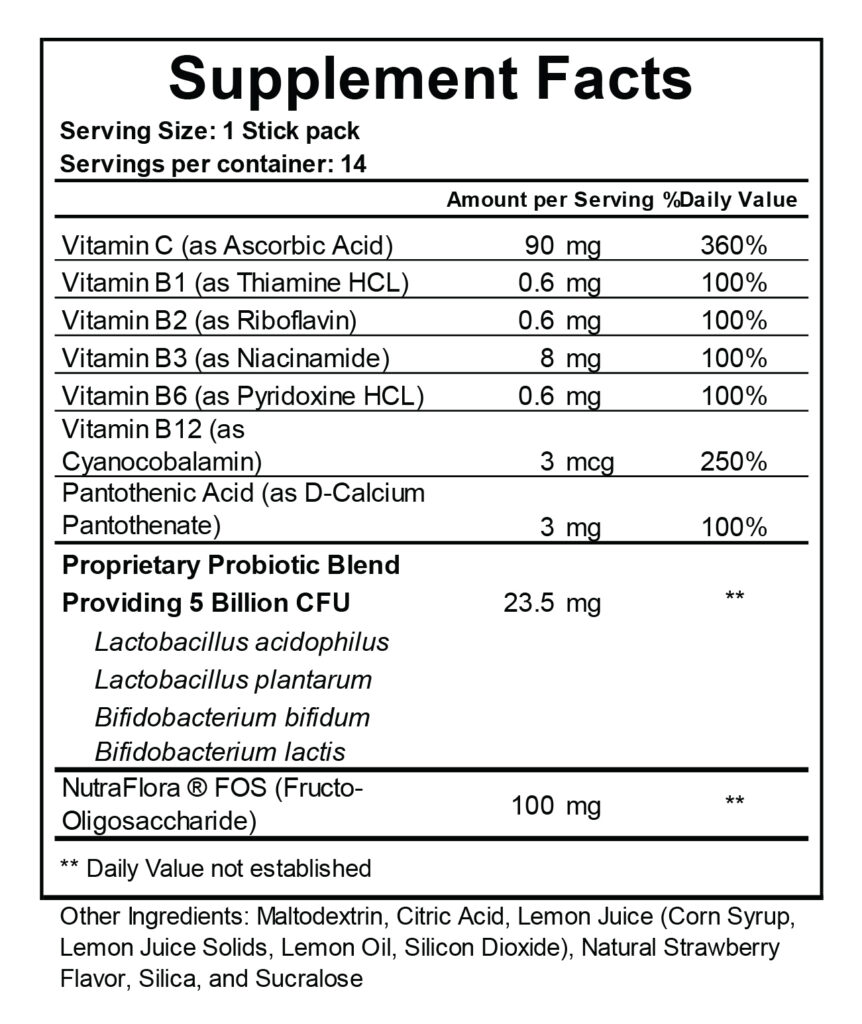 Supplement Facts
Serving Size: 1 Stick pack
Servings per container: 14
Amount per Serving %Daily Value
Vitamin C (as Ascorbic Acid) 90 mg 360%
Vitamin B1 (as Thiamine HCL) 0.6 mg 100%
Vitamin B2 (as Riboflavin) 0.6 mg 100%
Vitamin B3 (as Niacinamide) 8 mg 100%
Vitamin B6 (as Pyridoxine HCL) 0.6 mg 100%
Vitamin B12 (as
Cyanocobalamin) 3 mcg 250%
Pantothenic Acid (as D-Calcium
Pantothenate) 3 mg 100%
Proprietary Probiotic Blend
Providing 5 Billion CFU 23.5 mg **
Lactobacillus acidophilus
Lactobacillus plantarum
Bifidobacterium bifidum
Bifidobacterium lactis
NutraFlora ® FOS (Fructo-
Oligosaccharide) 100 mg **
** Daily Value not established
Other Ingredients: Maltodextrin, Citric Acid, Lemon Juice (Corn Syrup,
Lemon Juice Solids, Lemon Oil, Silicon Dioxide), Natural Strawberry
Flavor, Silica, and Sucralose